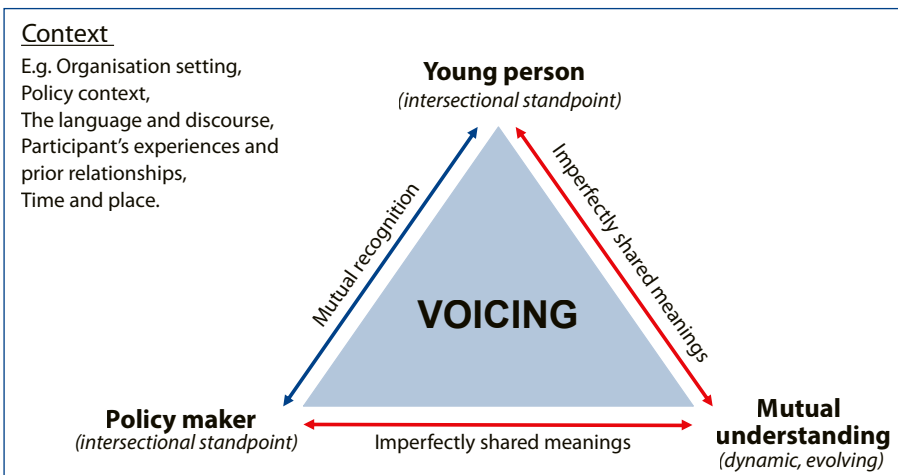 Context
E.g. Organisation setting,
Policy context,
The language and discourse,
Participant's experiences and
prior relationships,
Time and place.
Young person
(intersectional standpoint)
Mutual recognition
Imperfectly shared meanings
VOICING
Policy maker
(intersectional standpoint)
Imperfectly shared meanings
Mutual
understanding
(dynamic, evolving)